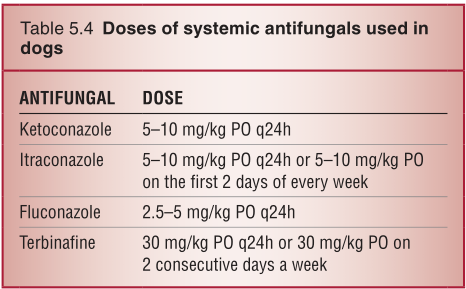 Table 5.4 Doses of systemic antifungals used in
dogs
ANTIFUNGAL DOSE
Ketoconazole 5–10 mg/kg PO q24h
Itraconazole 5–10 mg/kg PO q24h or 5–10 mg/kg PO
on the first 2 days of every week
Fluconazole 2.5–5 mg/kg PO q24h
Terbinafine 30 mg/kg PO q24h or 30 mg/kg PO on
2 consecutive days a week